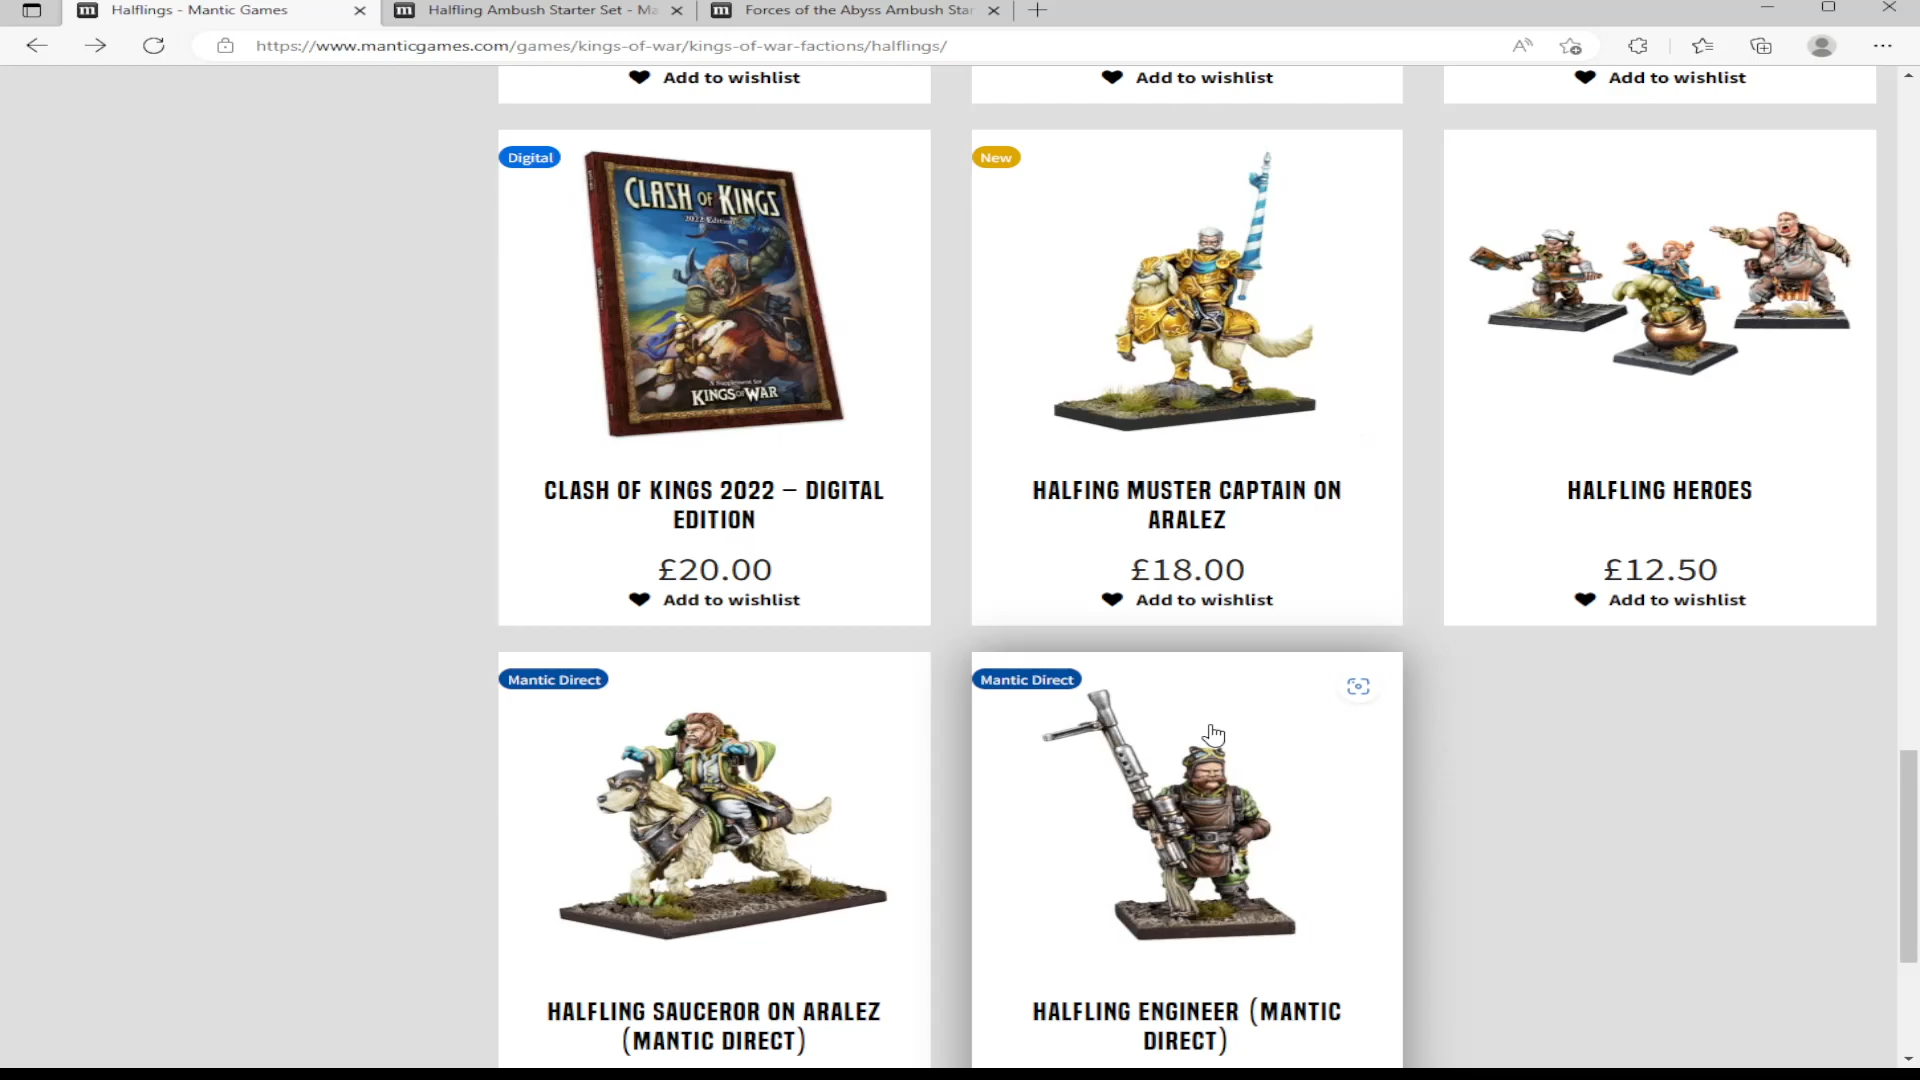 Halflings - Mantic Games
Halfling Ambush Starter Set - Ma
Forces of the Abyss Ambush Star
https://www.manticgames.com/games/kings-of-war/kings-of-war-factions/halflings/
Add to wishlist
Add to wishlist
Add to wishlist
Digital
CLASH OF KINGS
2022 Edition
A Supplement for
KINGS OF WAR
New
CLASH OF KINGS 2022 – DIGITAL
EDITION
£20.00
Add to wishlist
HALFING MUSTER CAPTAIN ON
ARALEZ
£18.00
Add to wishlist
HALFLING HEROES
£12.50
Add to wishlist
Mantic Direct
HALFLING SAUCEROR ON ARALEZ
(MANTIC DIRECT)
Mantic Direct
HALFLING ENGINEER (MANTIC
DIRECT)